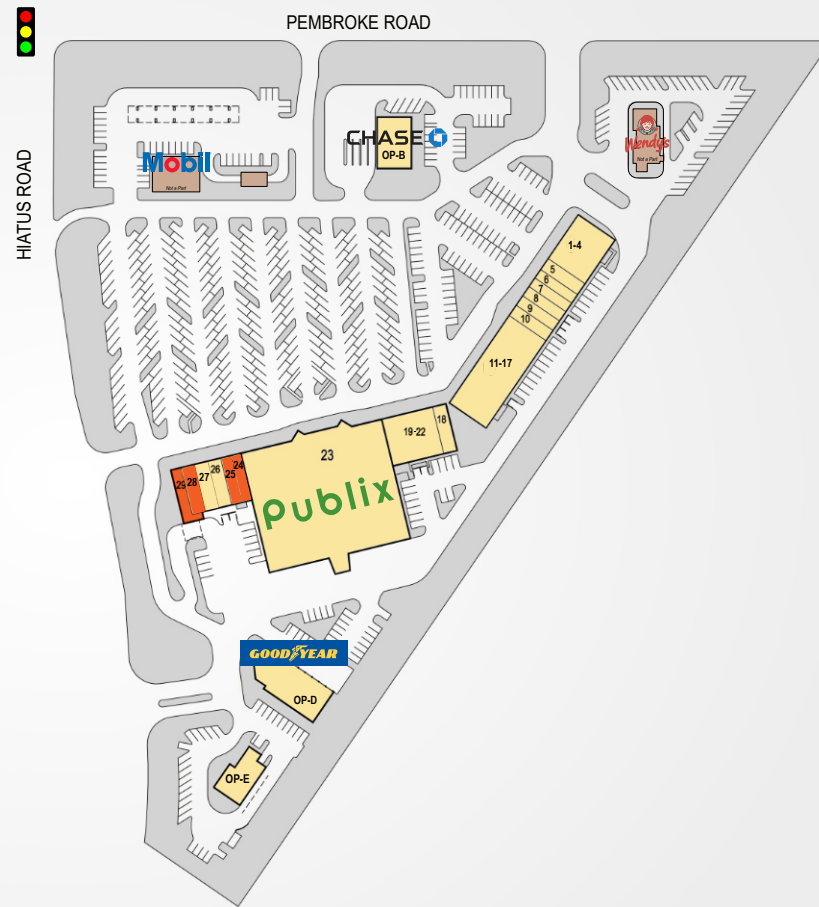 PEMBROKE ROAD
HIATUS ROAD
CHASE
OP-B
Mobil
Not a Part
Wendy's
Not a Part
1-4
5
6
7
8
9
10
11-17
18
19-22
23
Publix
24
25
26
27
28
29
GOODYEAR
OP-D
OP-E